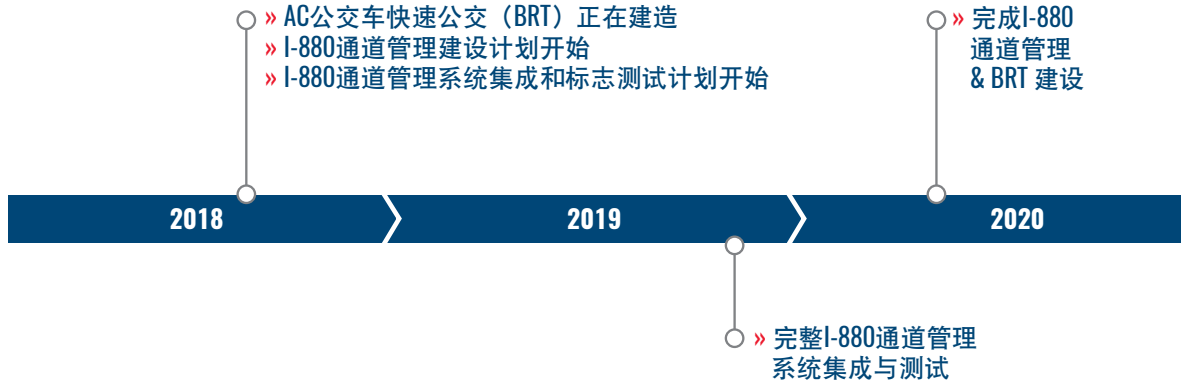 » AC公交车快速公交（BRT）正在建造
» I-880通道管理建设计划开始
» I-880通道管理系统集成和标志测试计划开始
» 完成I-880
通道管理
& BRT 建设
2018
2019
2020
» 完整I-880通道管理
系统集成与测试